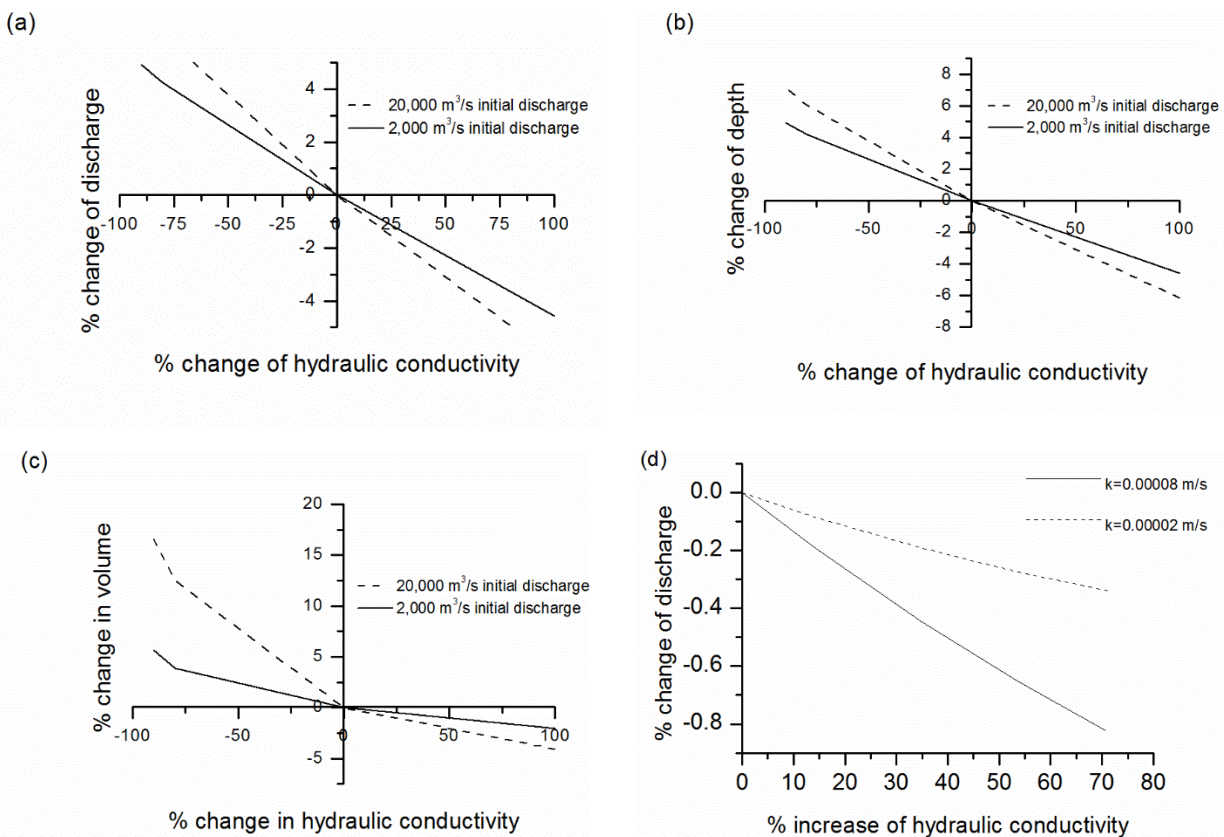 (a)
4
2
0
-2
-4
-100
-75
-50
-25
0
25
50
75
100
20,000 m³/s initial discharge
2,000 m³/s initial discharge
% change of discharge
% change of hydraulic conductivity
(b)
8
6
4
2
0
-2
-4
-6
-8
-100
-50
0
50
100
20,000 m³/s initial discharge
2,000 m³/s initial discharge
% change of depth
% change of hydraulic conductivity
(c)
20
15
10
5
0
-5
-100
-50
0
50
100
20,000 m³/s initial discharge
2,000 m³/s initial discharge
% change in volume
% change in hydraulic conductivity
(d)
0.0
-0.2
-0.4
-0.6
-0.8
0
10
20
30
40
50
60
70
80
k=0.00008 m/s
k=0.00002 m/s
% change of discharge
% increase of hydraulic conductivity